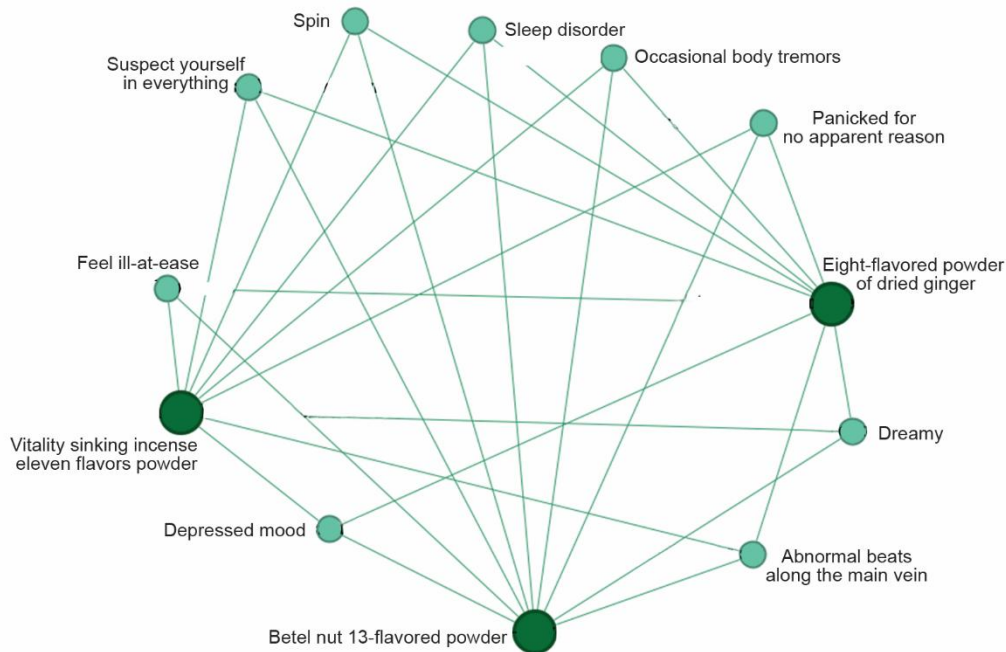 Spin
Sleep disorder
Occasional body tremors
Suspect yourself
in everything
Panicked for
no apparent reason
Feel ill-at-ease
Eight-flavored powder
of dried ginger
Vitality sinking incense
eleven flavors powder
Dreamy
Depressed mood
Abnormal beats
along the main vein
Betel nut 13-flavored powder